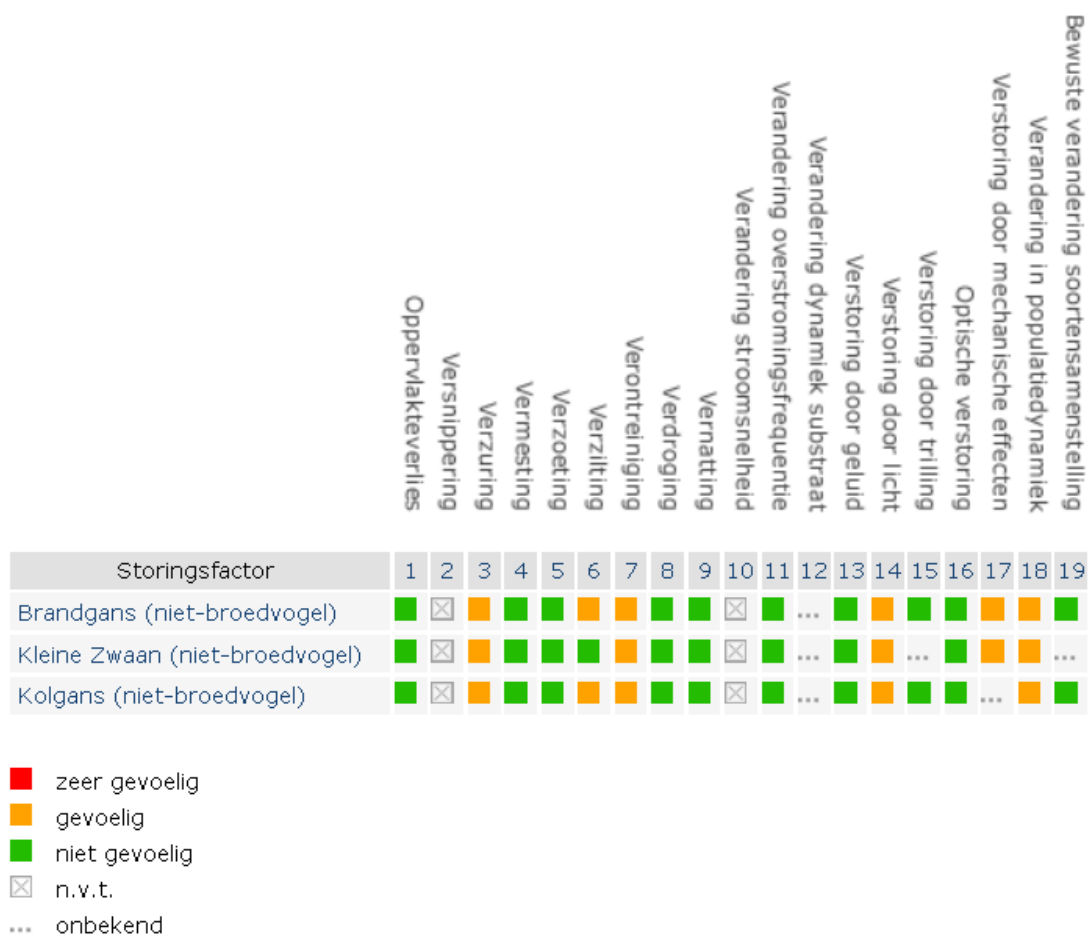 Oppervlakteverlies
Versnippering
Verzuring
Vermesting
Verzoeting
Verzilting
Verontreiniging
Verdroging
Vernatting
Verandering stroomsnelheid
Verandering overstromingsfrequentie
Verandering dynamiek substraat
Verstoring door geluid
Verstoring door licht
Verstoring door trilling
Optische verstoring
Verstoring door mechanische effecten
Verandering in populatiedynamiek
Bewuste verandering soortensamenstelling
Storingsfactor 1 2 3 4 5 6 7 8 9 10 11 12 13 14 15 16 17 18 19
Brandgans (niet-broedvogel) ...
Kleine Zwaan (niet-broedvogel) ... ... ...
Kolgans (niet-broedvogel) ... ...
zeer gevoelig
gevoelig
niet gevoelig
n.v.t.
... onbekend